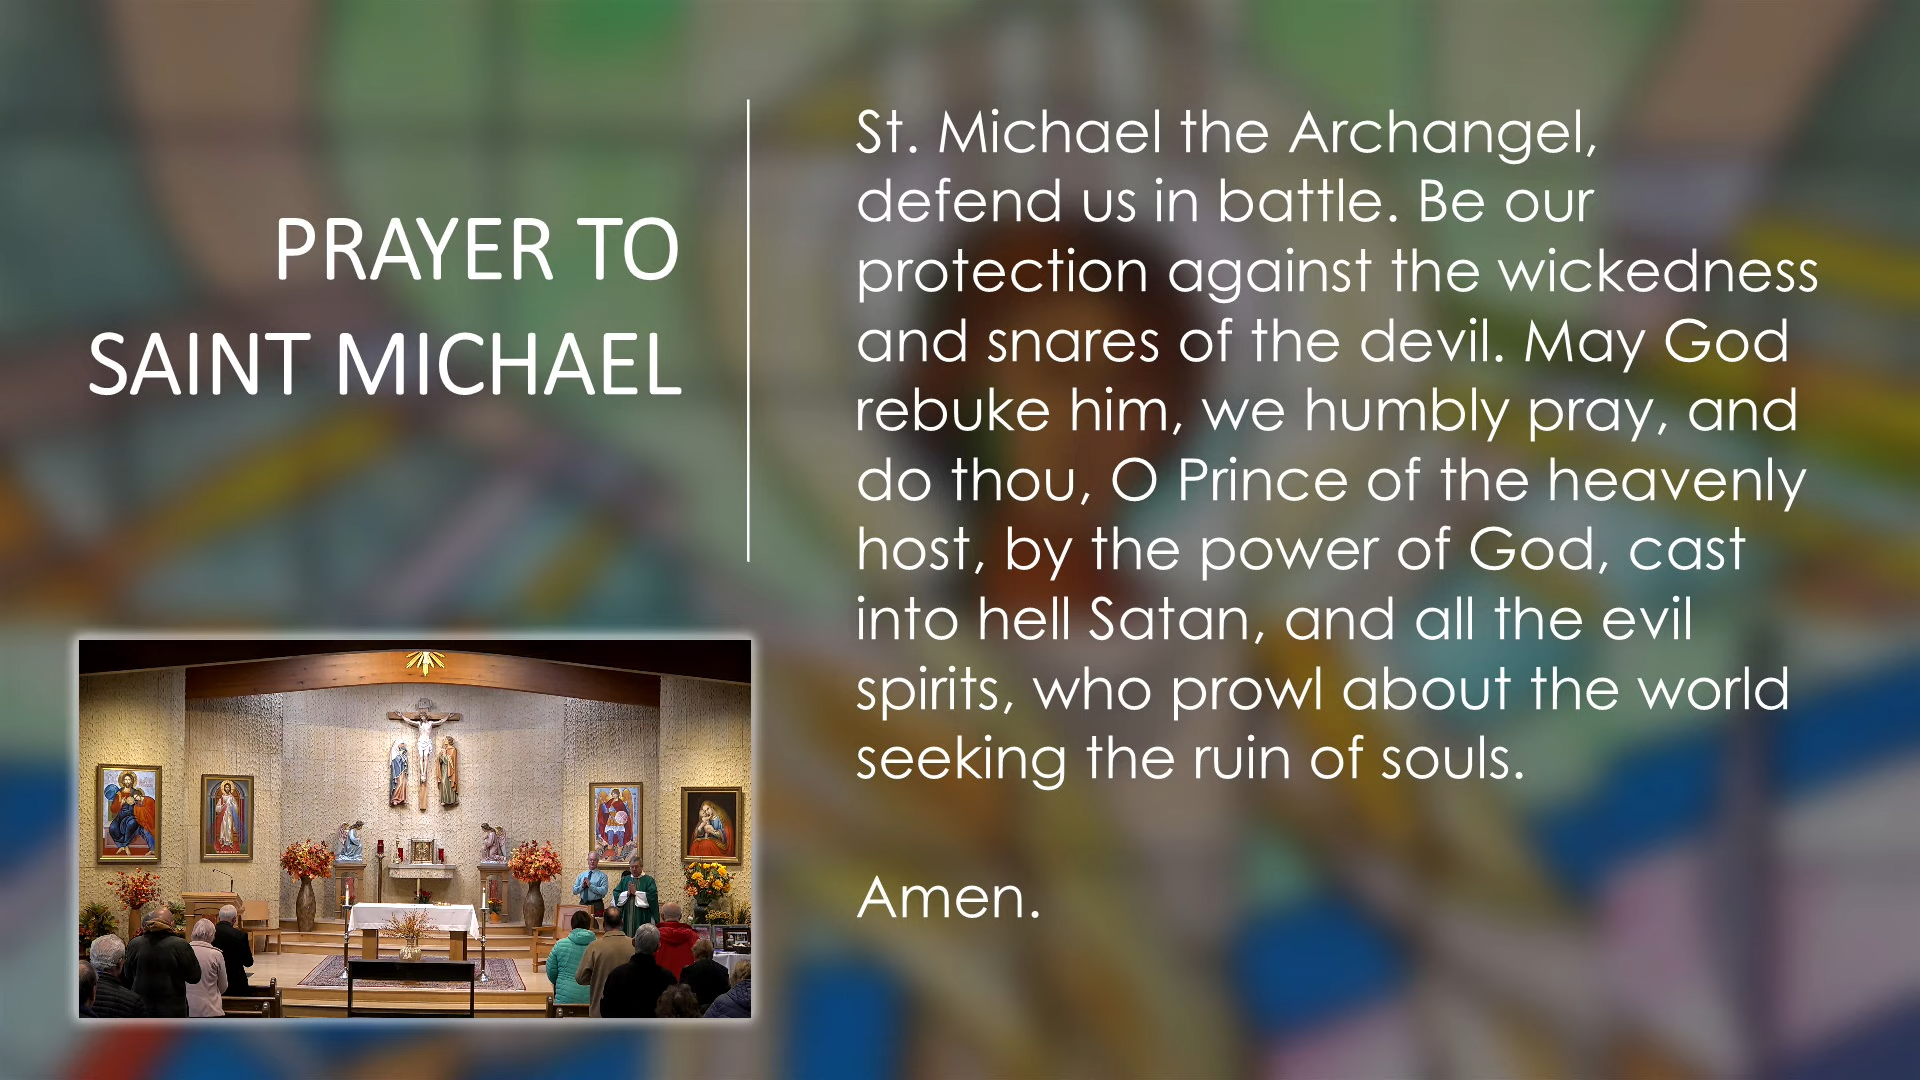 PRAYER TO
SAINT MICHAEL
St. Michael the Archangel,
defend us in battle. Be our
protection against the wickedness
and snares of the devil. May God
rebuke him, we humbly pray, and
do thou, O Prince of the heavenly
host, by the power of God, cast
into hell Satan, and all the evil
spirits, who prowl about the world
seeking the ruin of souls.
Amen.